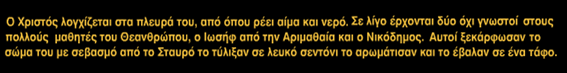 Ο Χριστός λογχίζεται στα πλευρά του, από όπου ρέει αίμα και νερό. Σε λίγο έρχονται δύο όχι γνωστοί στους
πολλούς μαθητές του Θεανθρώπου, ο Ιωσήφ από την Αριμαθαία και ο Νικόδημος. Αυτοί ξεκάρφωσαν το
σώμα του με σεβασμό από το Σταυρό το τύλιξαν σε λευκό σεντόνι το αρωμάτισαν και το έβαλαν σε ένα τάφο.